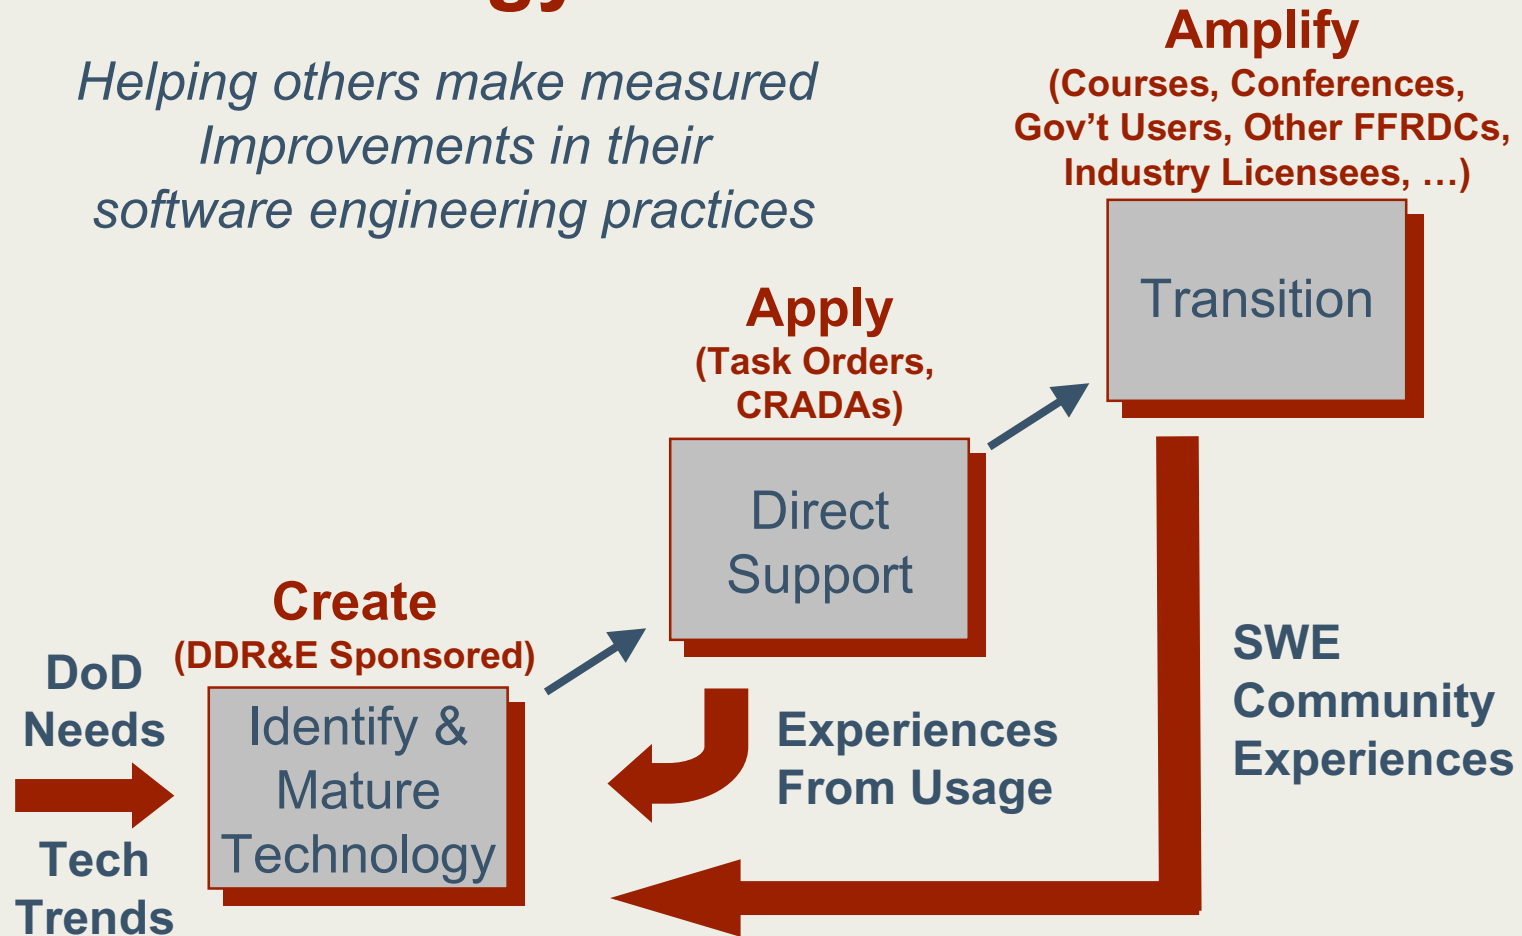 Helping others make measured
Improvements in their
software engineering practices
Amplify
(Courses, Conferences,
Gov't Users, Other FFRDCs,
Industry Licensees, …)
Transition
Apply
(Task Orders,
CRADAs)
Direct
Support
Create
(DDR&E Sponsored)
Identify &
Mature
Technology
DoD
Needs
Tech
Trends
Experiences
From Usage
SWE
Community
Experiences